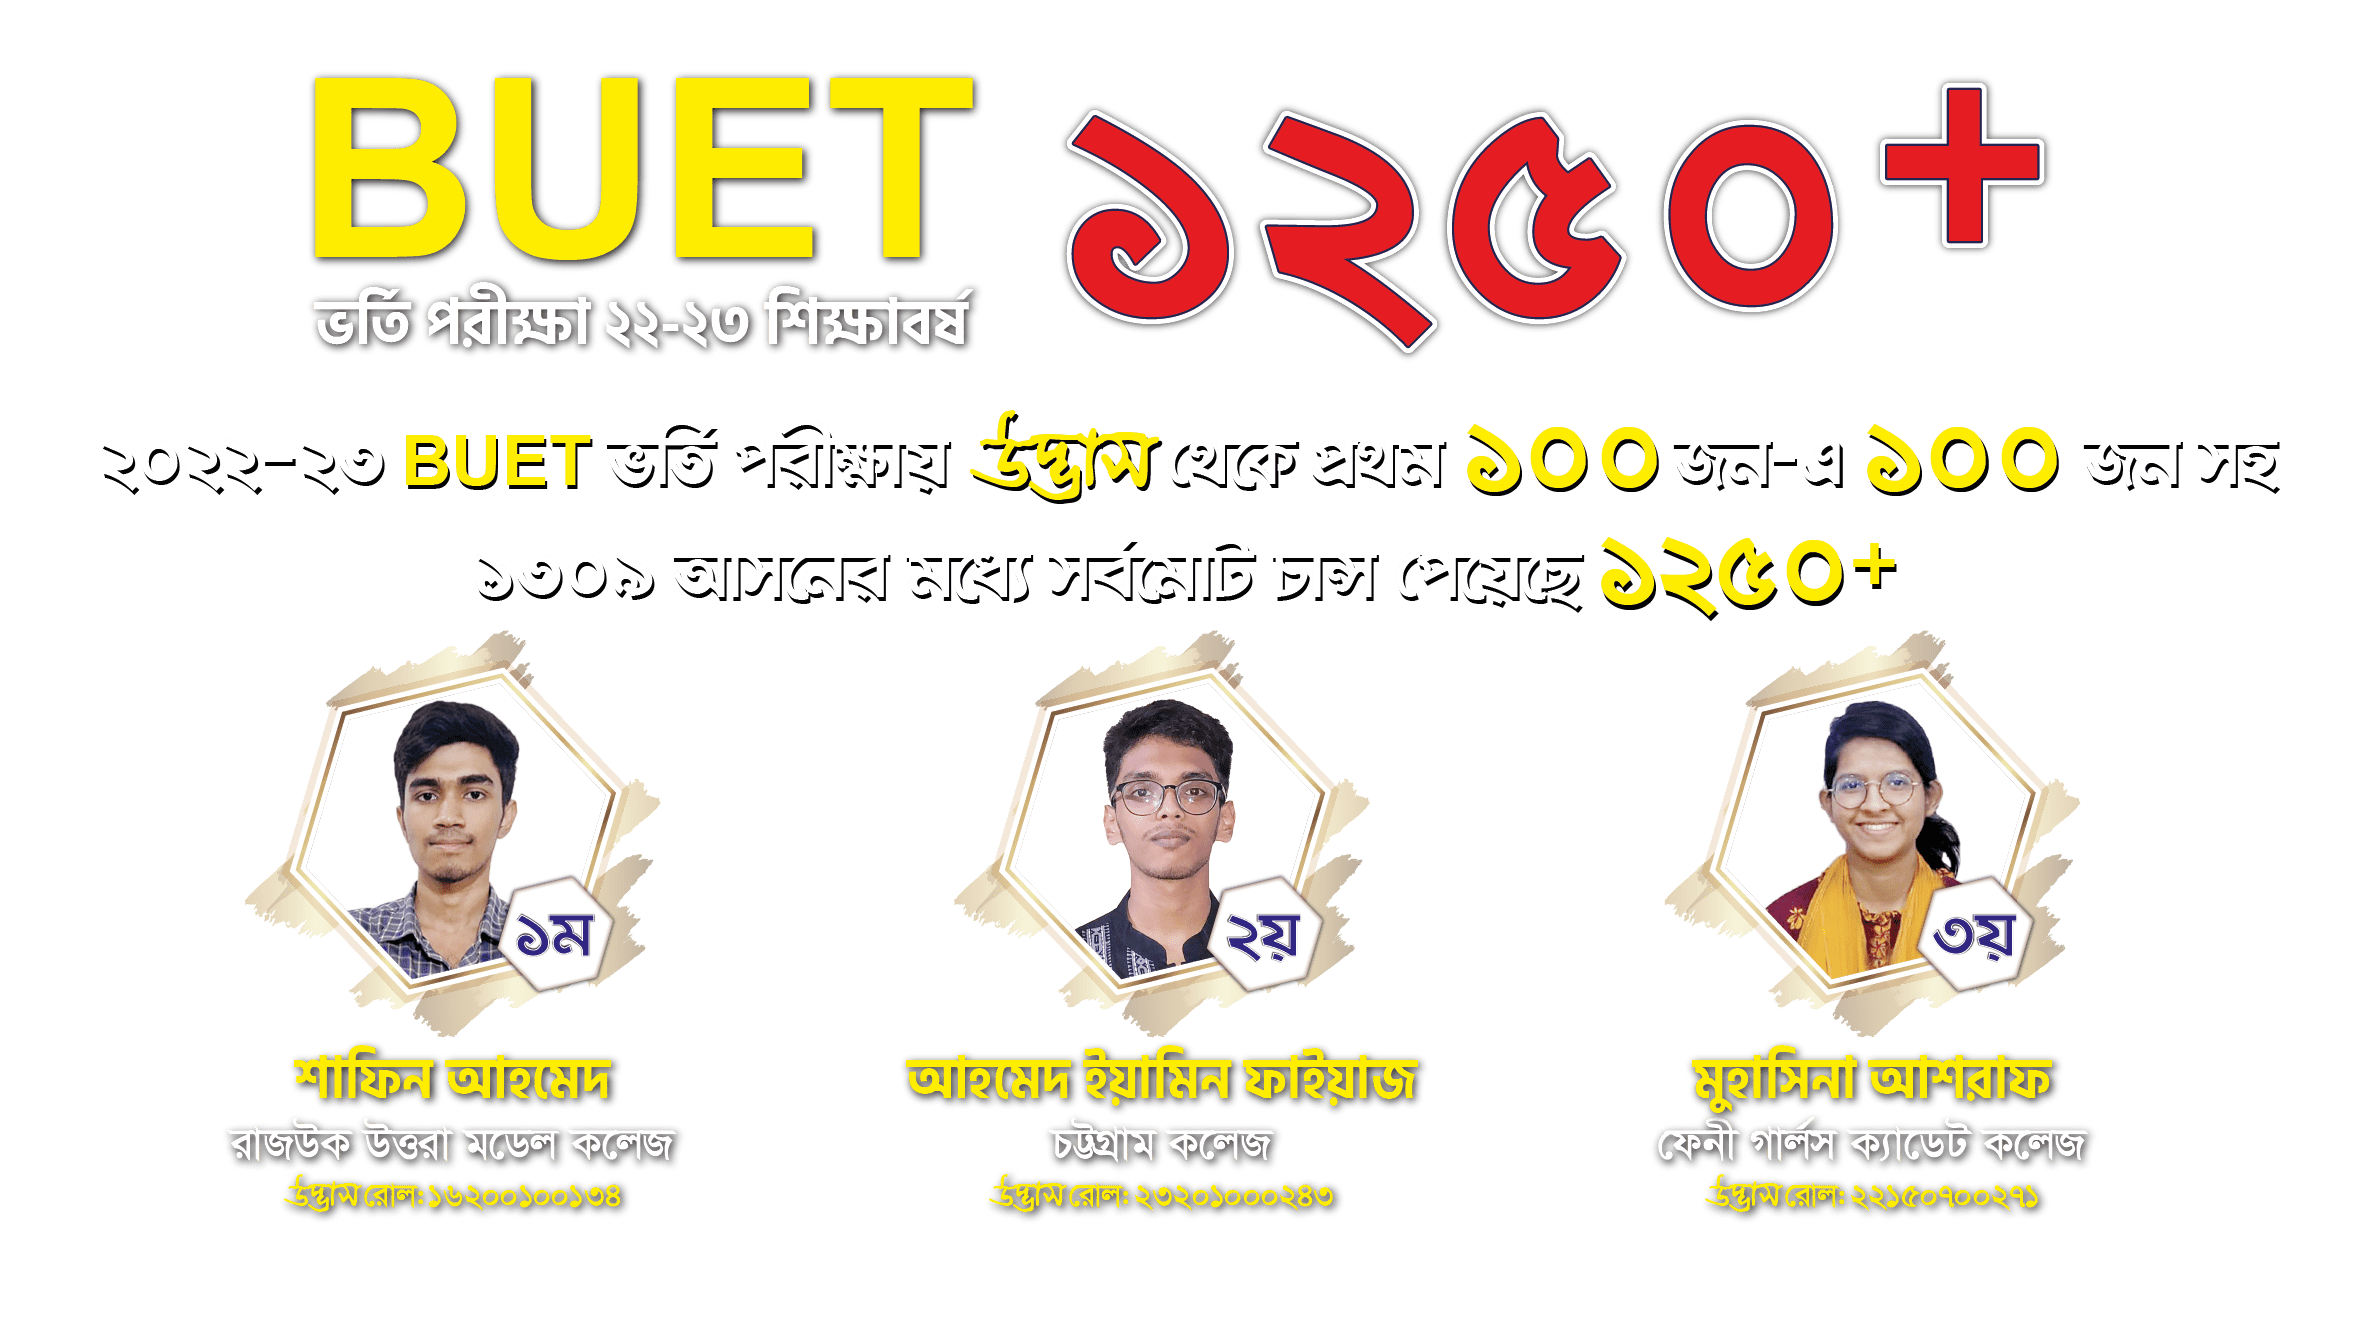 BUET ১২৫০+
ভর্তি পরীক্ষা ২২-২৩ শিক্ষাবর্ষ
২০২২-২৩ BUET ভর্তি পরীক্ষায় উদ্ভাস থেকে প্রথম ১০০ জন-এ ১০০ জন সহ
১৩০৯ আসনের মধ্যে সর্বমোট চান্স পেয়েছে ১২৫০+
১ম
২য়
৩য়
শাফিন আহমেদ
রাজউক উত্তরা মডেল কলেজ
উদ্ভাস রোল: ১৬২০০১০০১৩৪
আহমেদ ইয়ামিন ফাইয়াজ
চট্টগ্রাম কলেজ
উদ্ভাস রোল: ২৩২০১০০০২৪৩
মুহাসিনা আশরাফ
ফেনী গার্লস ক্যাডেট কলেজ
উদ্ভাস রোল: ২২১৫০৭০০২৭১